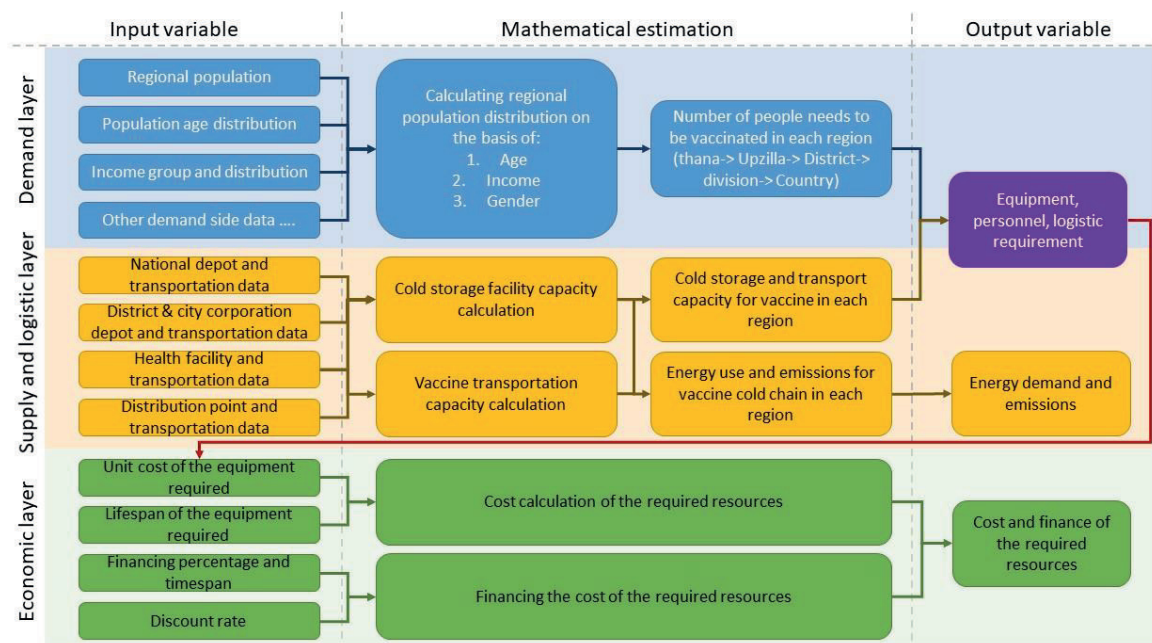 Input variable
Mathematical estimation
Output variable
Demand layer
Regional population
Population age distribution
Income group and distribution
Other demand side data ....
Calculating regional
population distribution on
the basis of:
1. Age
2. Income
3. Gender
Number of people needs to
be vaccinated in each region
(thana-> Upzilla-> District->
division-> Country)
Equipment,
personnel, logistic
requirement
Supply and logistic layer
National depot and
transportation data
District & city corporation
depot and transportation data
Health facility and
transportation data
Distribution point and
transportation data
Cold storage facility capacity
calculation
Vaccine transportation
capacity calculation
Cold storage and transport
capacity for vaccine in each
region
Energy use and emissions for
vaccine cold chain in each
region
Energy demand and
emissions
Economic layer
Unit cost of the equipment
required
Lifespan of the equipment
required
Financing percentage and
timespan
Discount rate
Cost calculation of the required resources
Financing the cost of the required resources
Cost and finance of
the required
resources